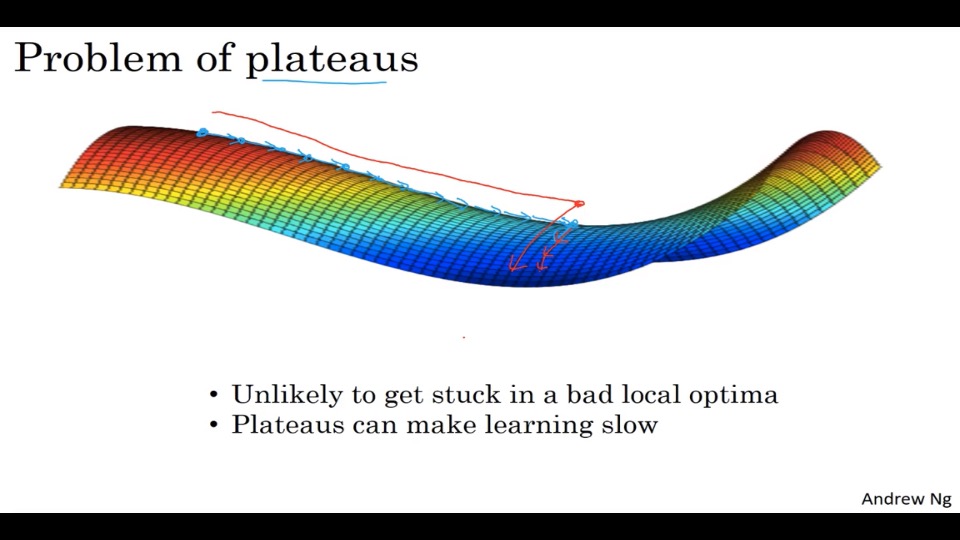 Problem of plateaus
• Unlikely to get stuck in a bad local optima
• Plateaus can make learning slow
Andrew Ng